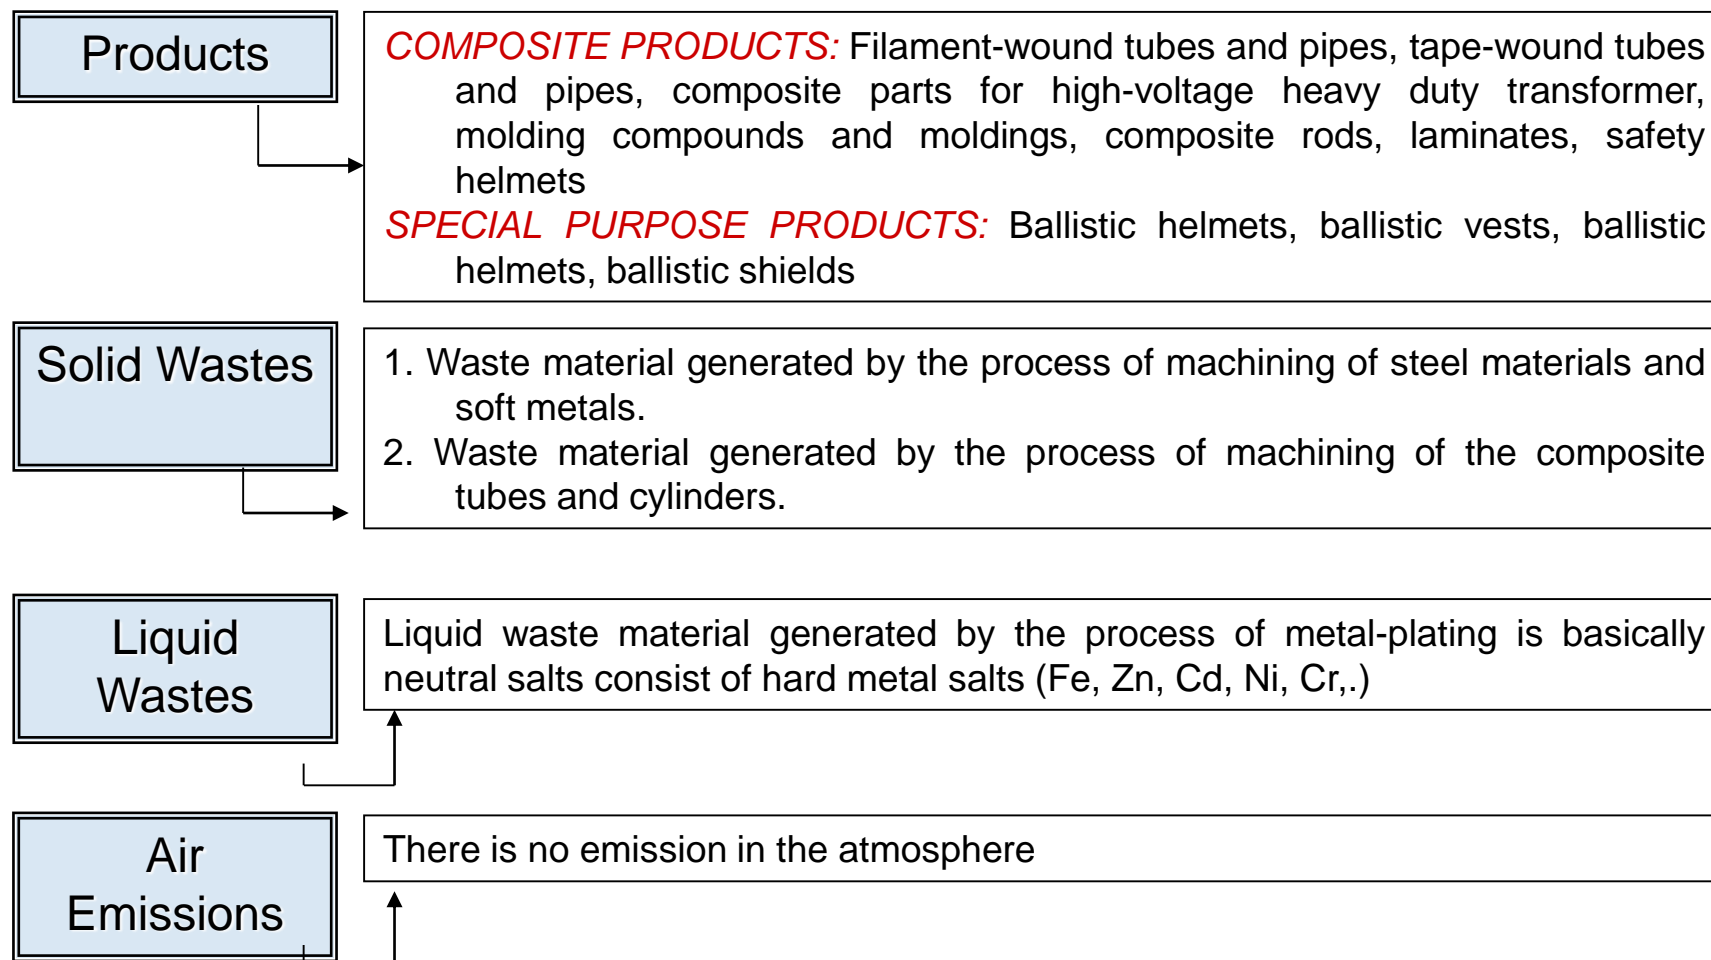 Products
COMPOSITE PRODUCTS: Filament-wound tubes and pipes, tape-wound tubes
and pipes, composite parts for high-voltage heavy duty transformer,
molding compounds and moldings, composite rods, laminates, safety
helmets
SPECIAL PURPOSE PRODUCTS: Ballistic helmets, ballistic vests, ballistic
helmets, ballistic shields
Solid Wastes
1. Waste material generated by the process of machining of steel materials and
soft metals.
2. Waste material generated by the process of machining of the composite
tubes and cylinders.
Liquid
Wastes
Liquid waste material generated by the process of metal-plating is basically
neutral salts consist of hard metal salts (Fe, Zn, Cd, Ni, Cr,.)
Air
Emissions
There is no emission in the atmosphere